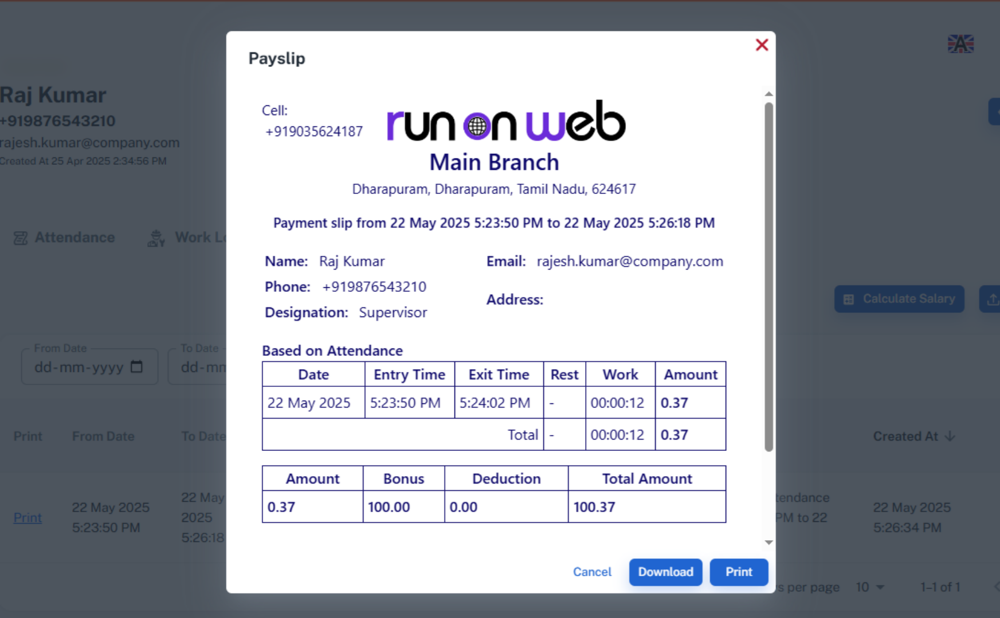 Payslip
Cell:
+919035624187
run on web
Main Branch
Dharapuram, Dharapuram, Tamil Nadu, 624617
Payment slip from 22 May 2025 5:23:50 PM to 22 May 2025 5:26:18 PM
Name: Raj Kumar Email: rajesh.kumar@company.com
Phone: +919876543210
Address:
Designation: Supervisor
Based on Attendance
Date Entry Time Exit Time Rest Work Amount
22 May 2025 5:23:50 PM 5:24:02 PM - 00:00:12 0.37
Total - 00:00:12 0.37
Amount Bonus Deduction Total Amount
0.37 100.00 0.00 100.37
Cancel Download Print
A
Raj Kumar
+919876543210
rajesh.kumar@company.com
Created At 25 Apr 2025 2:34:56 PM
Attendance Work Lo
Calculate Salary
From Date To Date
dd-mm-yyyy dd-mm
Print From Date To Date Created At
Print
22 May 2025
5:23:50 PM
22 May
2025
5:26:18
tendance
PM to 22
22 May 2025
5:26:34 PM
s per page 10 1–1 of 1